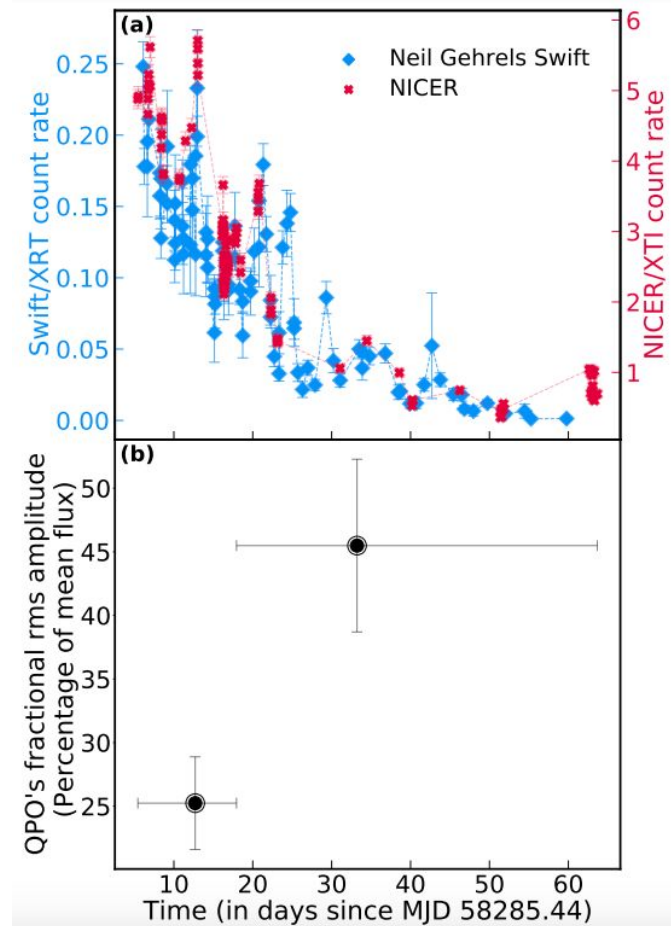 (a)
Neil Gehrels Swift
NICER
Swift/XRT count rate
0.25
0.20
0.15
0.10
0.05
0.00
NICER/XTI count rate
6
5
4
3
2
1
(b)
QPO's fractional rms amplitude
(Percentage of mean flux)
50
45
40
35
30
25
10 20 30 40 50 60
Time (in days since MJD 58285.44)